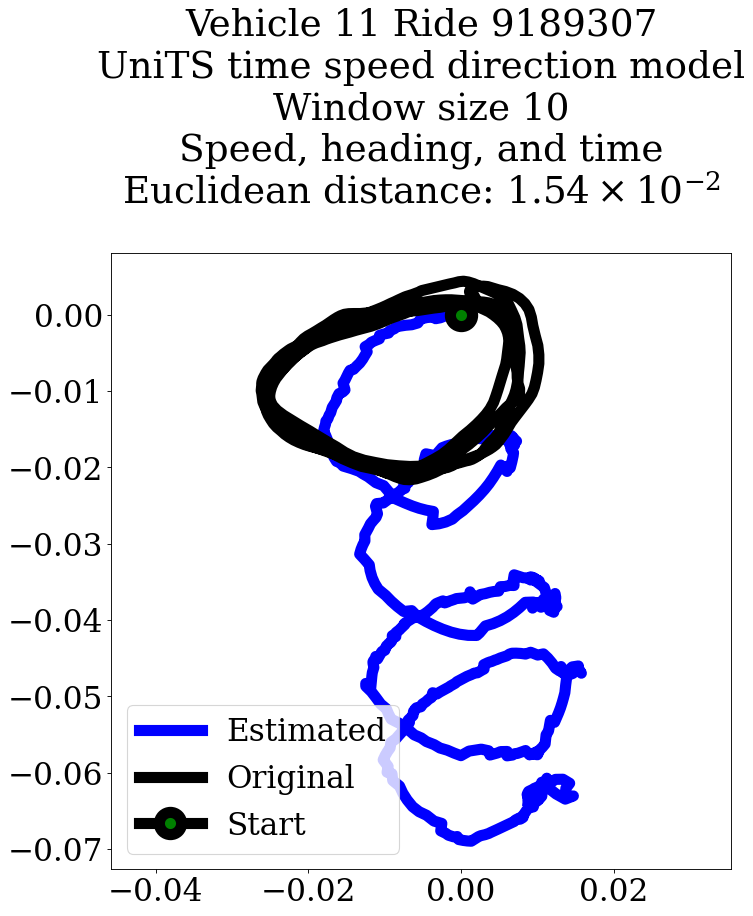 Vehicle 11 Ride 9189307
UniTS time speed direction model
Window size 10
Speed, heading, and time
Euclidean distance: 1.54 × 10⁻²
0.00
−0.01
−0.02
−0.03
−0.04
−0.05
−0.06
−0.07
Estimated
Original
Start
−0.04 −0.02 0.00 0.02